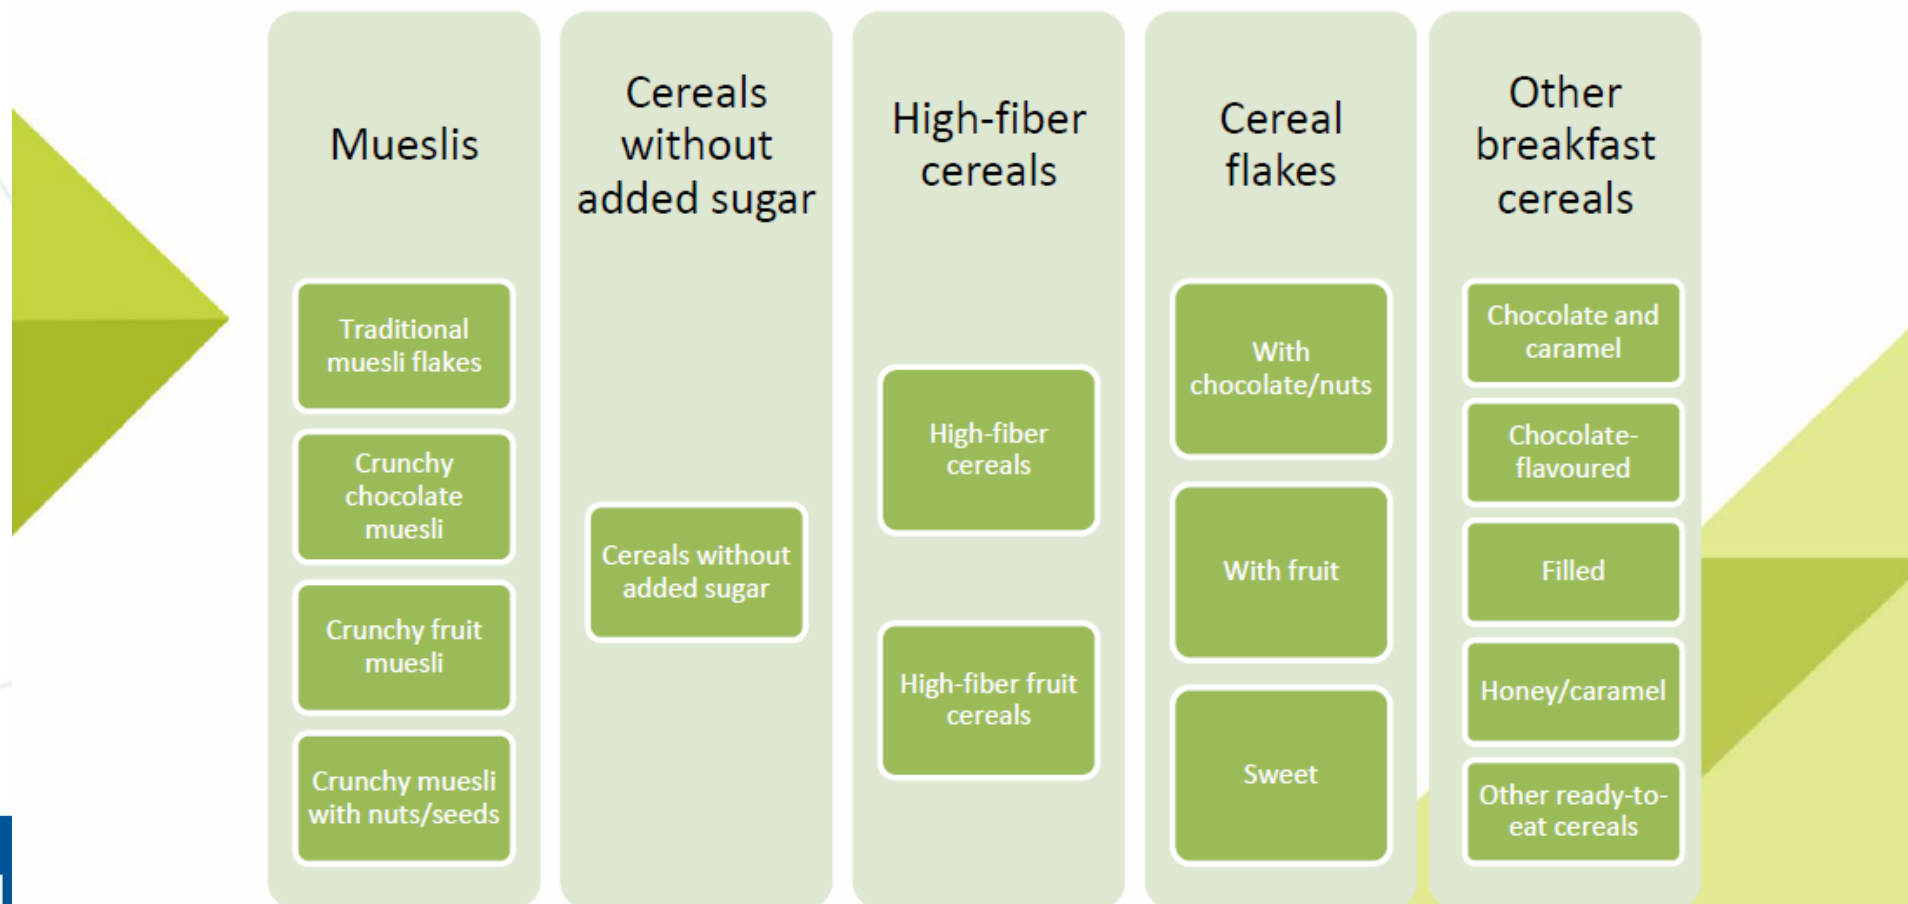 Mueslis
Traditional
muesli flakes
Crunchy
chocolate
muesli
Crunchy fruit
muesli
Crunchy muesli
with nuts/seeds
Cereals
without
added sugar
Cereals without
added sugar
High-fiber
cereals
High-fiber
cereals
High-fiber fruit
cereals
Cereal
flakes
With
chocolate/nuts
With fruit
Sweet
Other
breakfast
cereals
Chocolate and
caramel
Chocolate-
flavoured
Filled
Honey/caramel
Other ready-to-
eat cereals